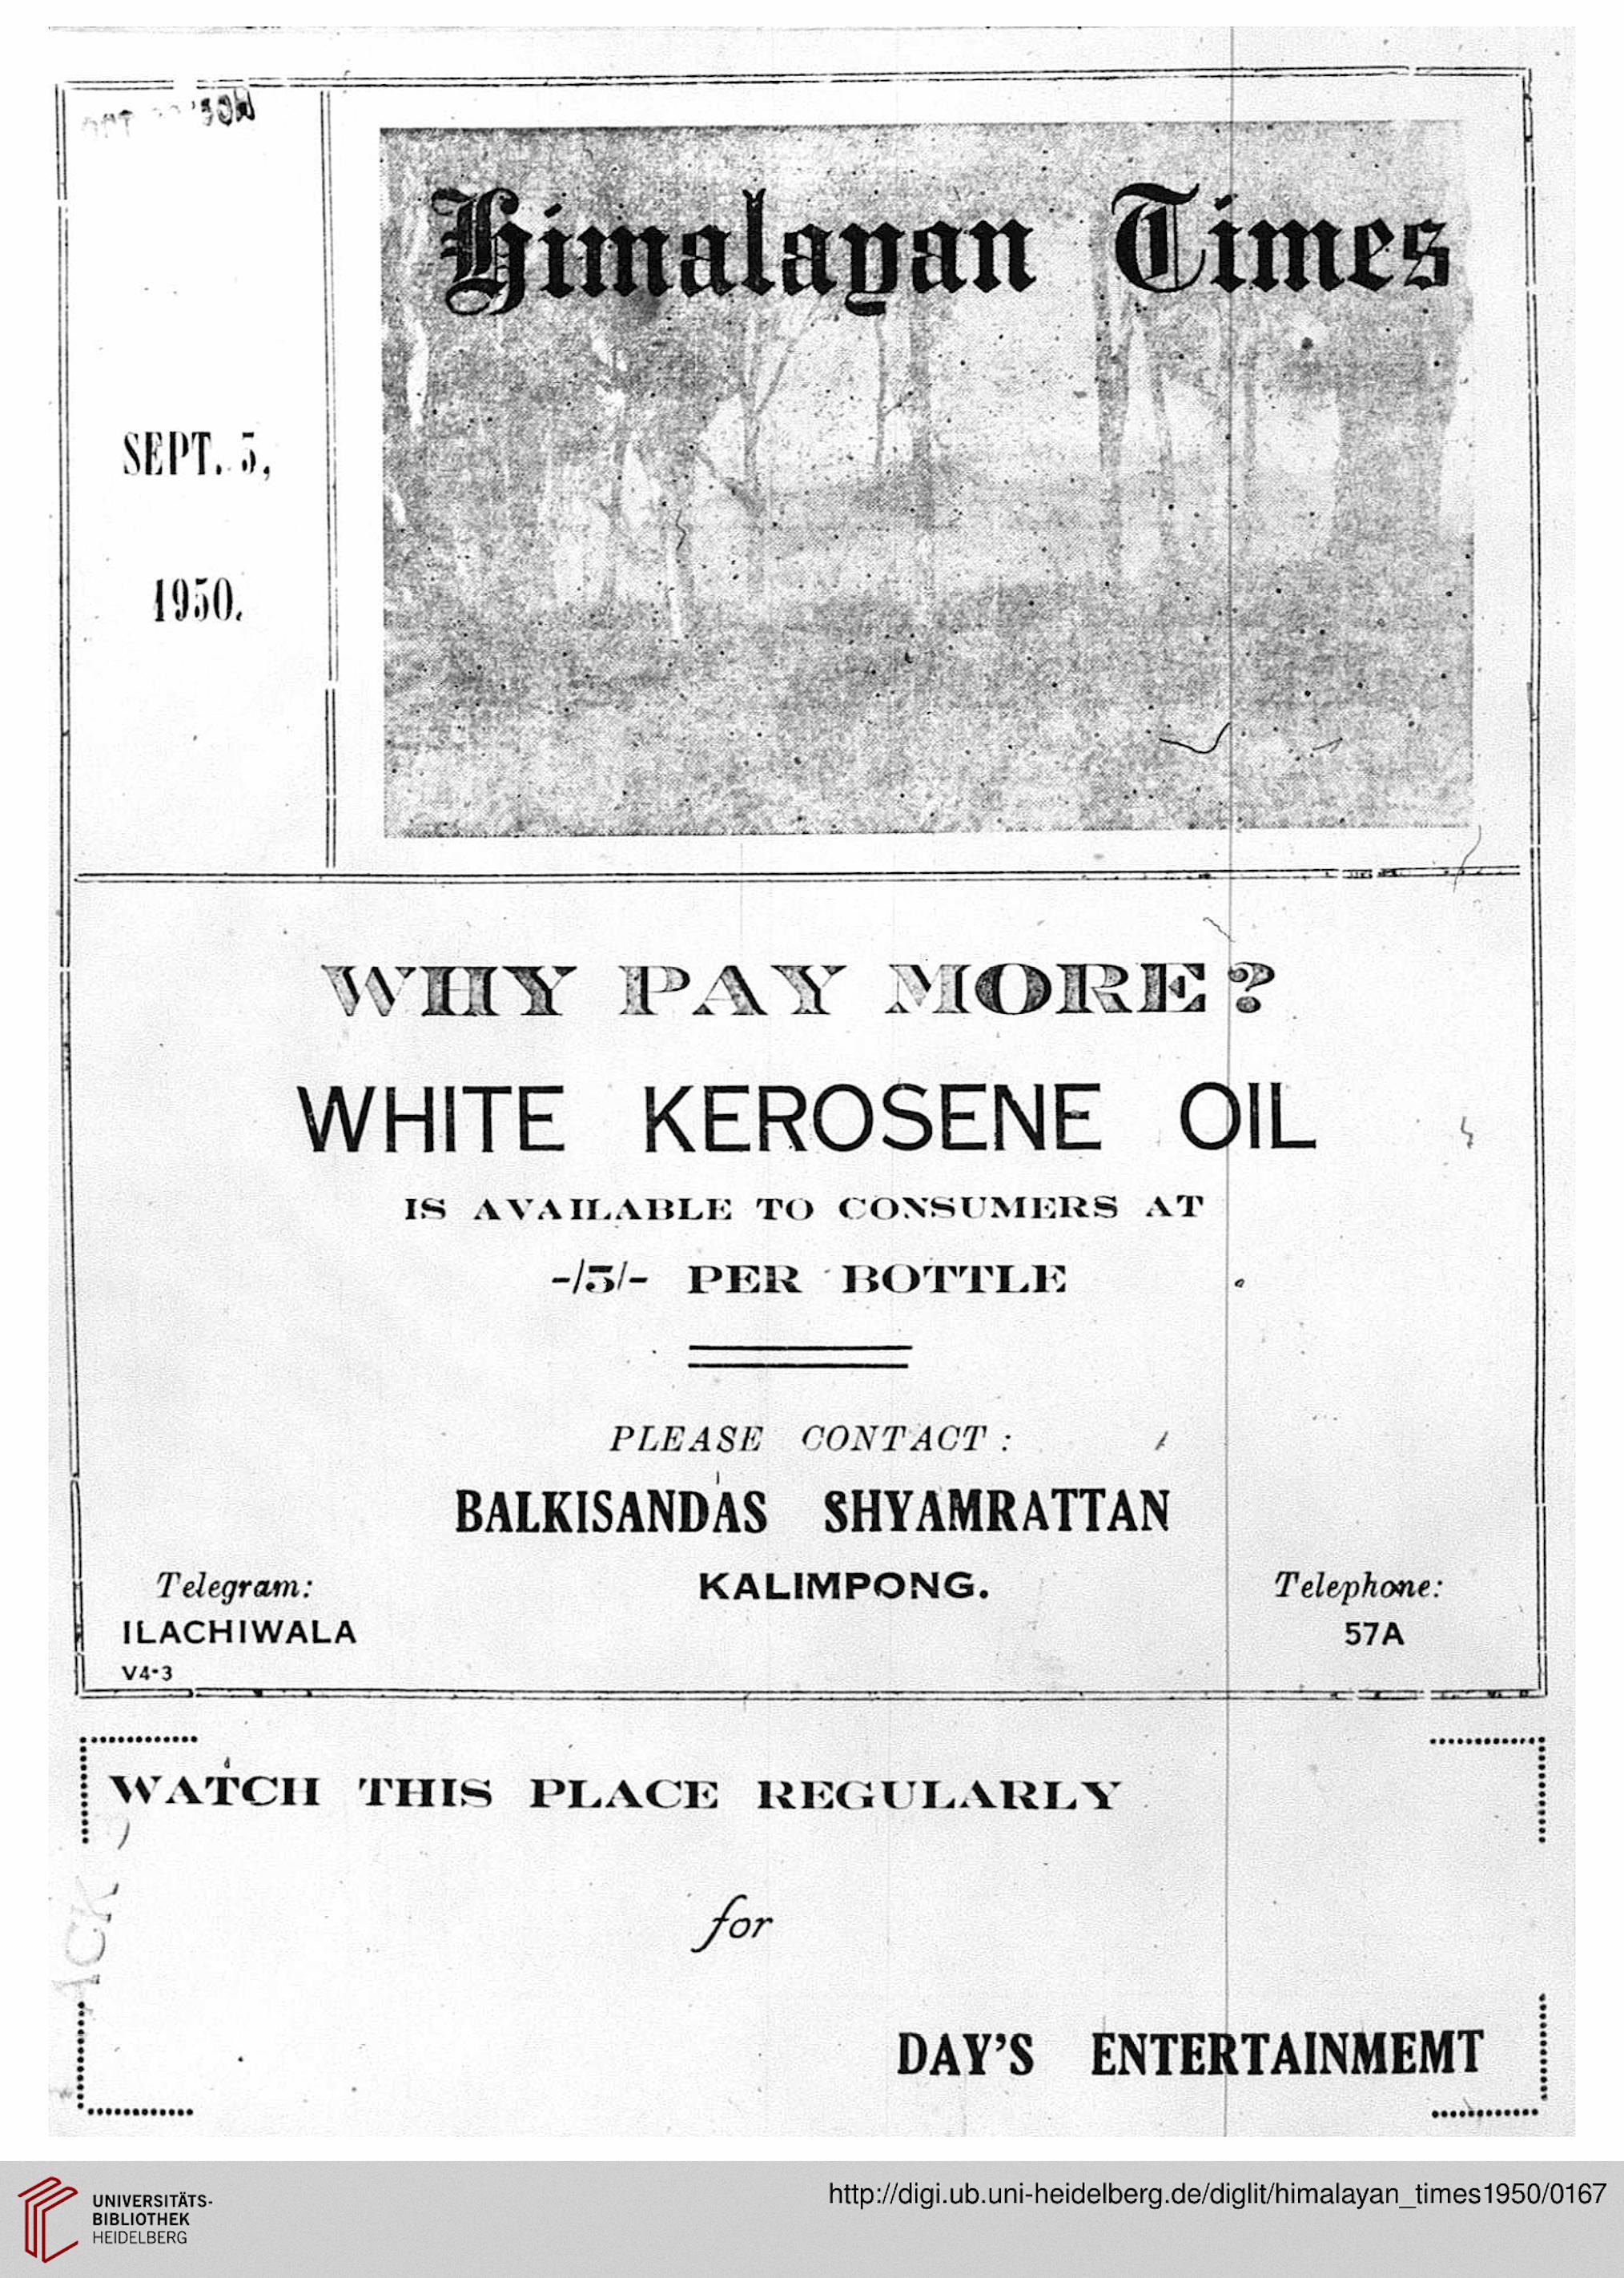 Himalayan Times
SEPT. 5,
1950.
WHY PAY MORE?
WHITE KEROSENE OIL
IS AVAILABLE TO CONSUMERS AT
-/5/- PER BOTTLE
PLEASE CONTACT :
BALKISANDAS SHYAMRATTAN
KALIMPONG.
Telegram:
ILACHIWALA
V4-3
Telephone:
57A
WATCH THIS PLACE REGULARLY
for
DAY'S ENTERTAINMEMT
UNIVERSITÄTS-
BIBLIOTHEK
HEIDELBERG
http://digi.ub.uni-heidelberg.de/diglit/himalayan_times1950/0167